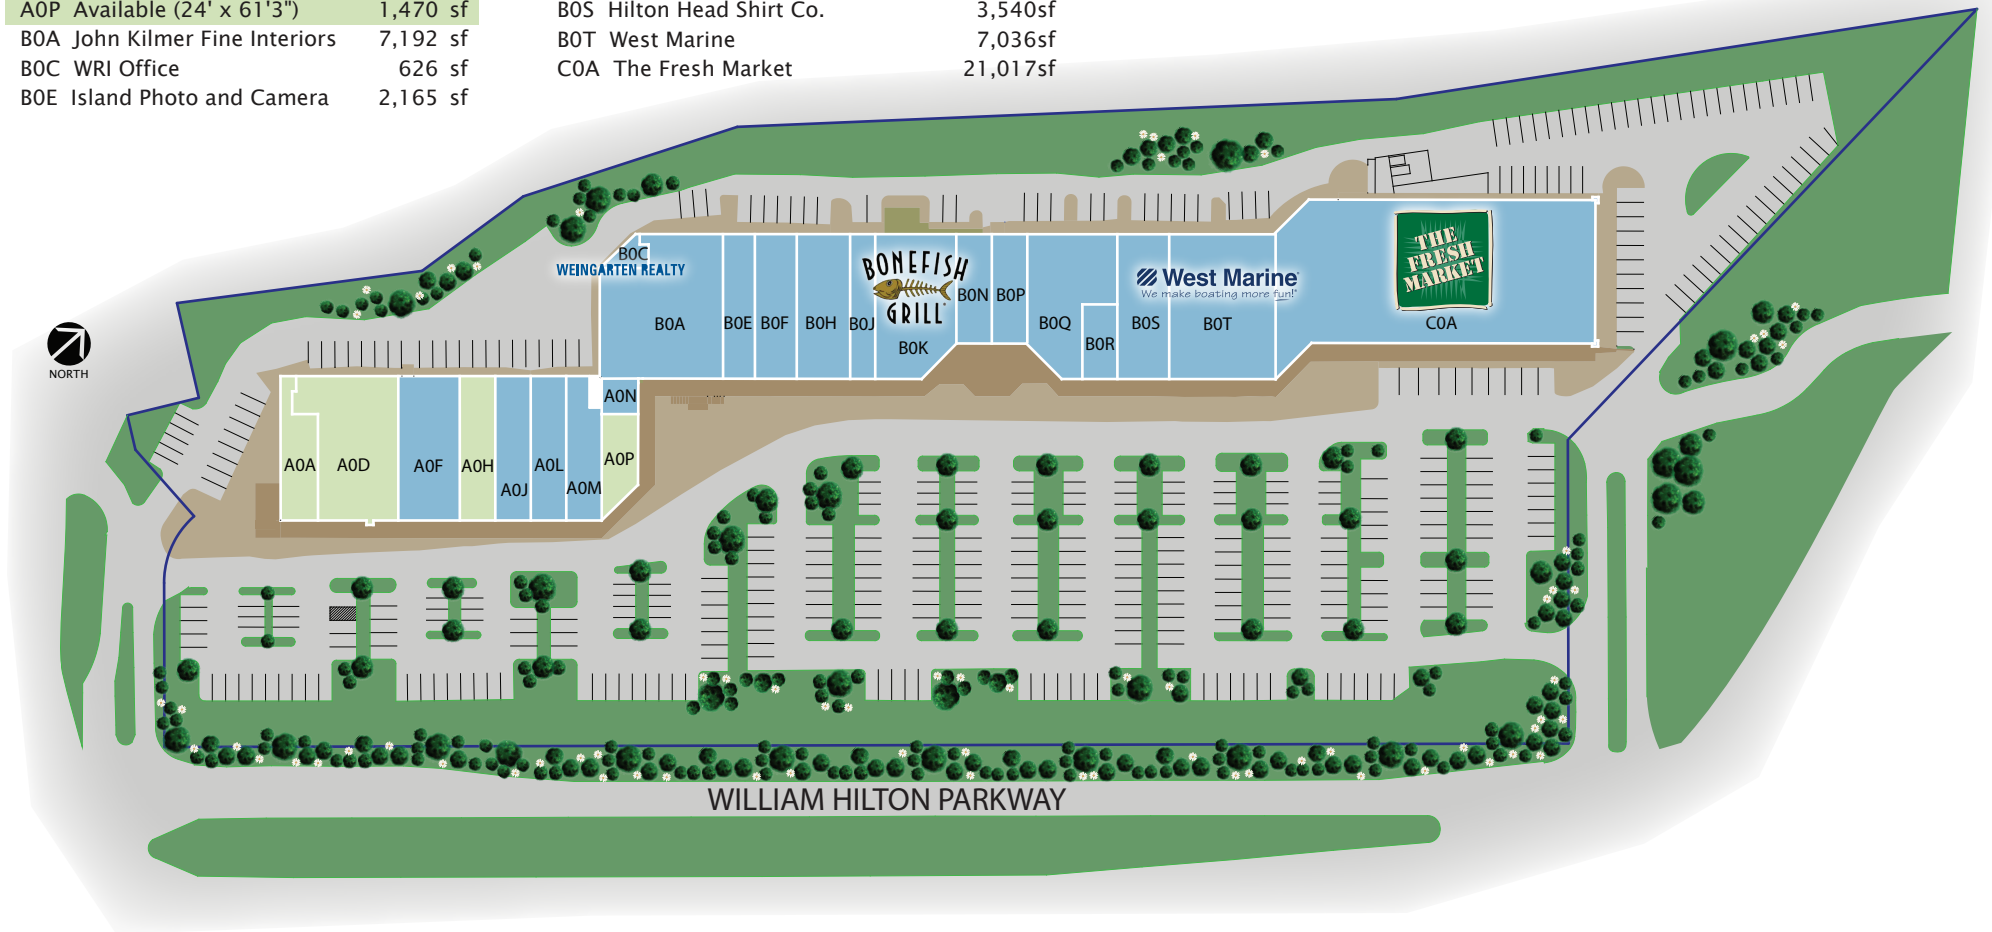 A0P Available (24' x 61'3") 1,470 sf
B0A John Kilmer Fine Interiors 7,192 sf
B0C WRI Office 626 sf
B0E Island Photo and Camera 2,165 sf
B0S Hilton Head Shirt Co. 3,540sf
B0T West Marine 7,036sf
C0A The Fresh Market 21,017sf
NORTH
B0C
WEINGARTEN REALTY
B0A
B0E
B0F
B0H
B0J
BONEFISH
GRILL
B0K
B0N
B0P
B0Q
B0R
B0S
West Marine
We make boating more fun!
B0T
THE
FRESH
MARKET
C0A
A0A
A0D
A0F
A0H
A0J
A0L
A0M
A0N
A0P
WILLIAM HILTON PARKWAY